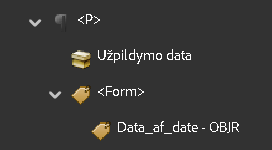 <P>
Užpildymo data
<Form>
Data_af_date - OBJR